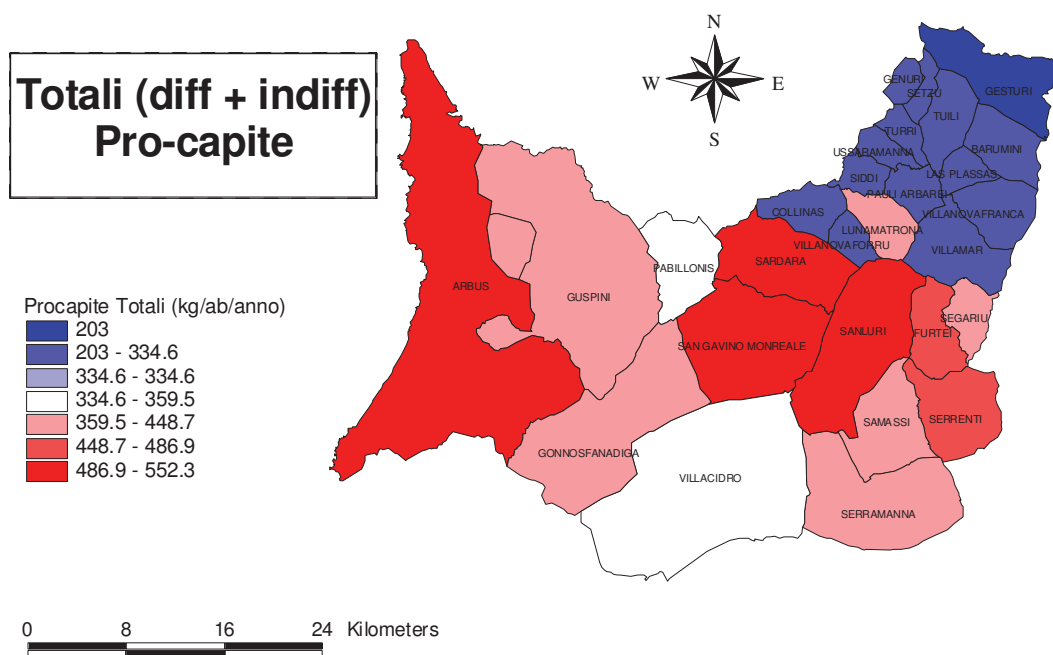 Totali (diff + indiff)
Pro-capite
N
W
E
S
Procapite Totali (kg/ab/anno)
203
203 - 334.6
334.6 - 334.6
334.6 - 359.5
359.5 - 448.7
448.7 - 486.9
486.9 - 552.3
GENURI
SETZU
GESTURI
TUILI
TURRI
BARUMINI
USSARAMANNA
SIDDI
LAS PLASSAS
PAULI ARBAREI
COLLINAS
VILLANOVAFRANCA
LUNAMATRONA
VILLANOVAFORRU
VILLAMAR
SARDARA
PABILLONIS
ARBUS
GUSPINI
SEGARIU
SANLURI
FURTEI
SAN GAVINO MONREALE
SAMASSI
SERRENTI
GONNOSFANADIGA
VILLACIDRO
SERRAMANNA
0 8 16 24 Kilometers